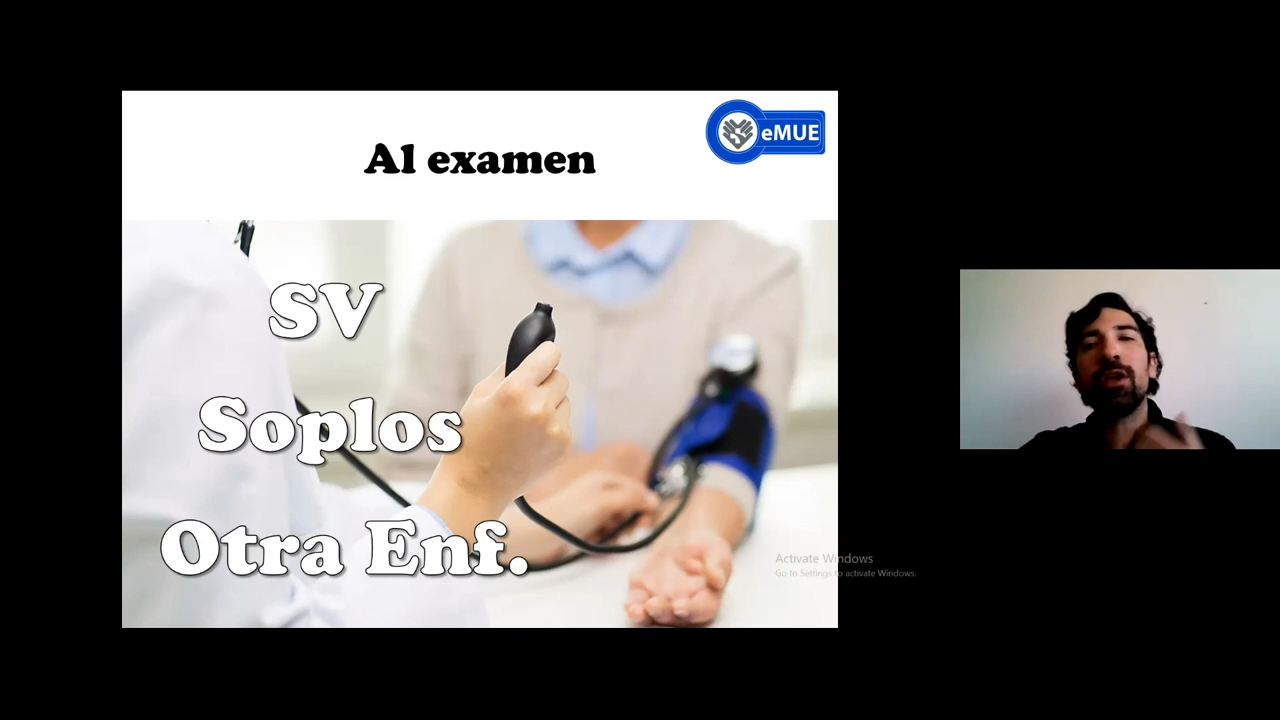 Al examen
eMUE
SV
Soplos
Otra Enf.
Activate Windows
Go to Settings to activate Windows.